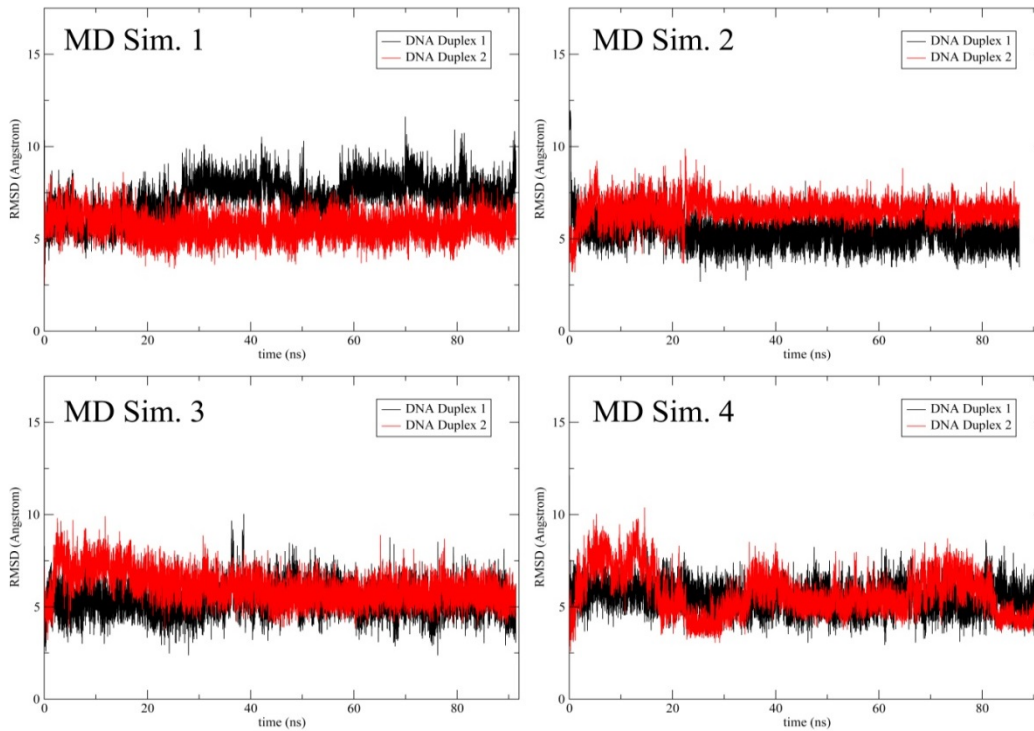 MD Sim. 1
DNA Duplex 1
DNA Duplex 2
RMSD (Angstrom)
15
10
5
0
0 20 40 60 80
time (ns)
MD Sim. 2
DNA Duplex 1
DNA Duplex 2
RMSD (Angstrom)
15
10
5
0
0 20 40 60 80
time (ns)
MD Sim. 3
DNA Duplex 1
DNA Duplex 2
RMSD (Angstrom)
15
10
5
0
0 20 40 60 80
time (ns)
MD Sim. 4
DNA Duplex 1
DNA Duplex 2
RMSD (Angstrom)
15
10
5
0
0 20 40 60 80
time (ns)